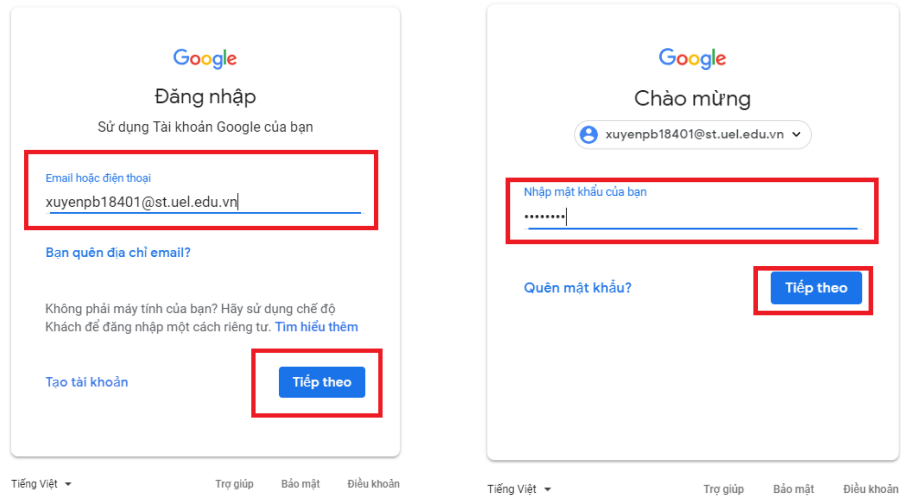 Google
Đăng nhập
Sử dụng Tài khoản Google của bạn
Email hoặc điện thoại
xuyenpb18401@st.uel.edu.vn
Bạn quên địa chỉ email?
Không phải máy tính của bạn? Hãy sử dụng chế độ
Khách để đăng nhập một cách riêng tư. Tìm hiểu thêm
Tạo tài khoản
Tiếp theo
Tiếng Việt
Trợ giúp
Bảo mật
Điều khoản
Google
Chào mừng
xuyenpb18401@st.uel.edu.vn
Nhập mật khẩu của bạn
••••••••
Quên mật khẩu?
Tiếp theo
Tiếng Việt
Trợ giúp
Bảo mật
Điều khoản